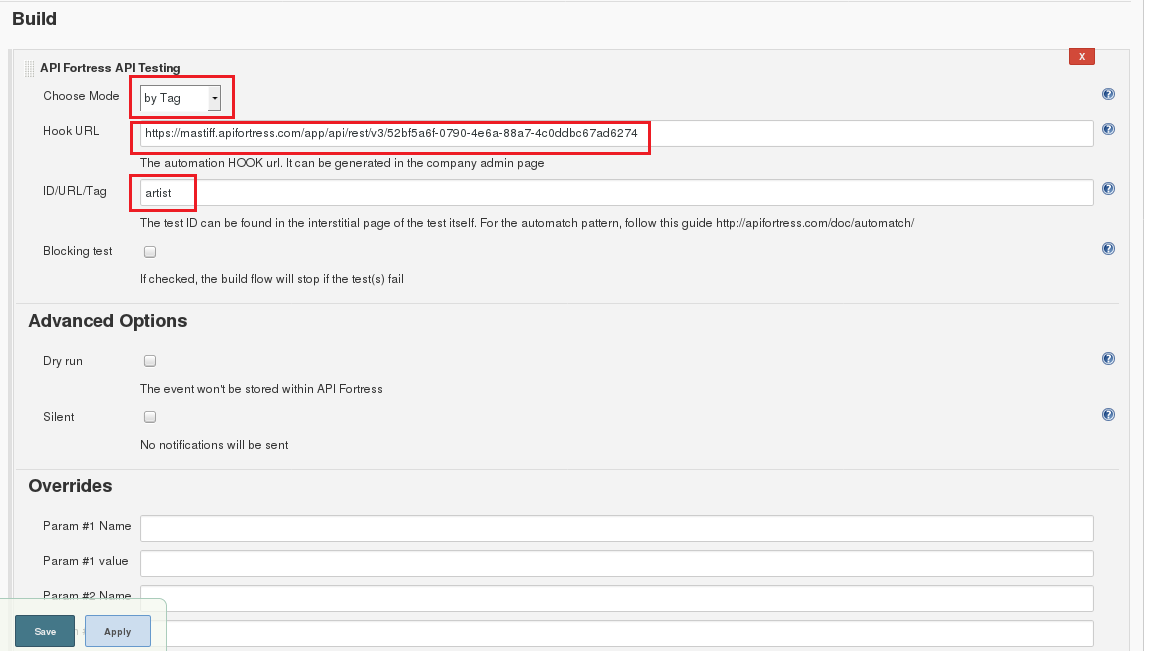 Build
API Fortress API Testing
X
Choose Mode by Tag
Hook URL https://mastiff.apifortress.com/app/api/rest/v3/52bf5a6f-0790-4e6a-88a7-4c0ddbc67ad6274
The automation HOOK url. It can be generated in the company admin page
ID/URL/Tag artist
The test ID can be found in the interstitial page of the test itself. For the automatch pattern, follow this guide http://apifortress.com/doc/automatch/
Blocking test
If checked, the build flow will stop if the test(s) fail
Advanced Options
Dry run
The event won't be stored within API Fortress
Silent
No notifications will be sent
Overrides
Param #1 Name
Param #1 value
Param #2 Name
Save Apply